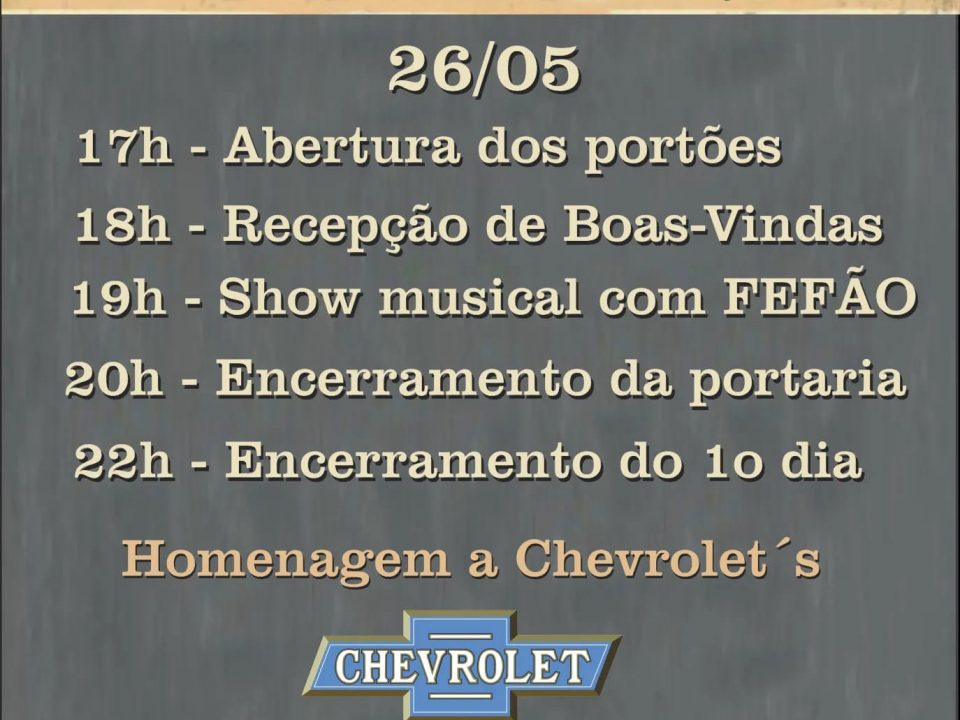 26/05
17h - Abertura dos portões
18h - Recepção de Boas-Vindas
19h - Show musical com FEFÃO
20h - Encerramento da portaria
22h - Encerramento do 1o dia
Homenagem a Chevrolet´s
CHEVROLET